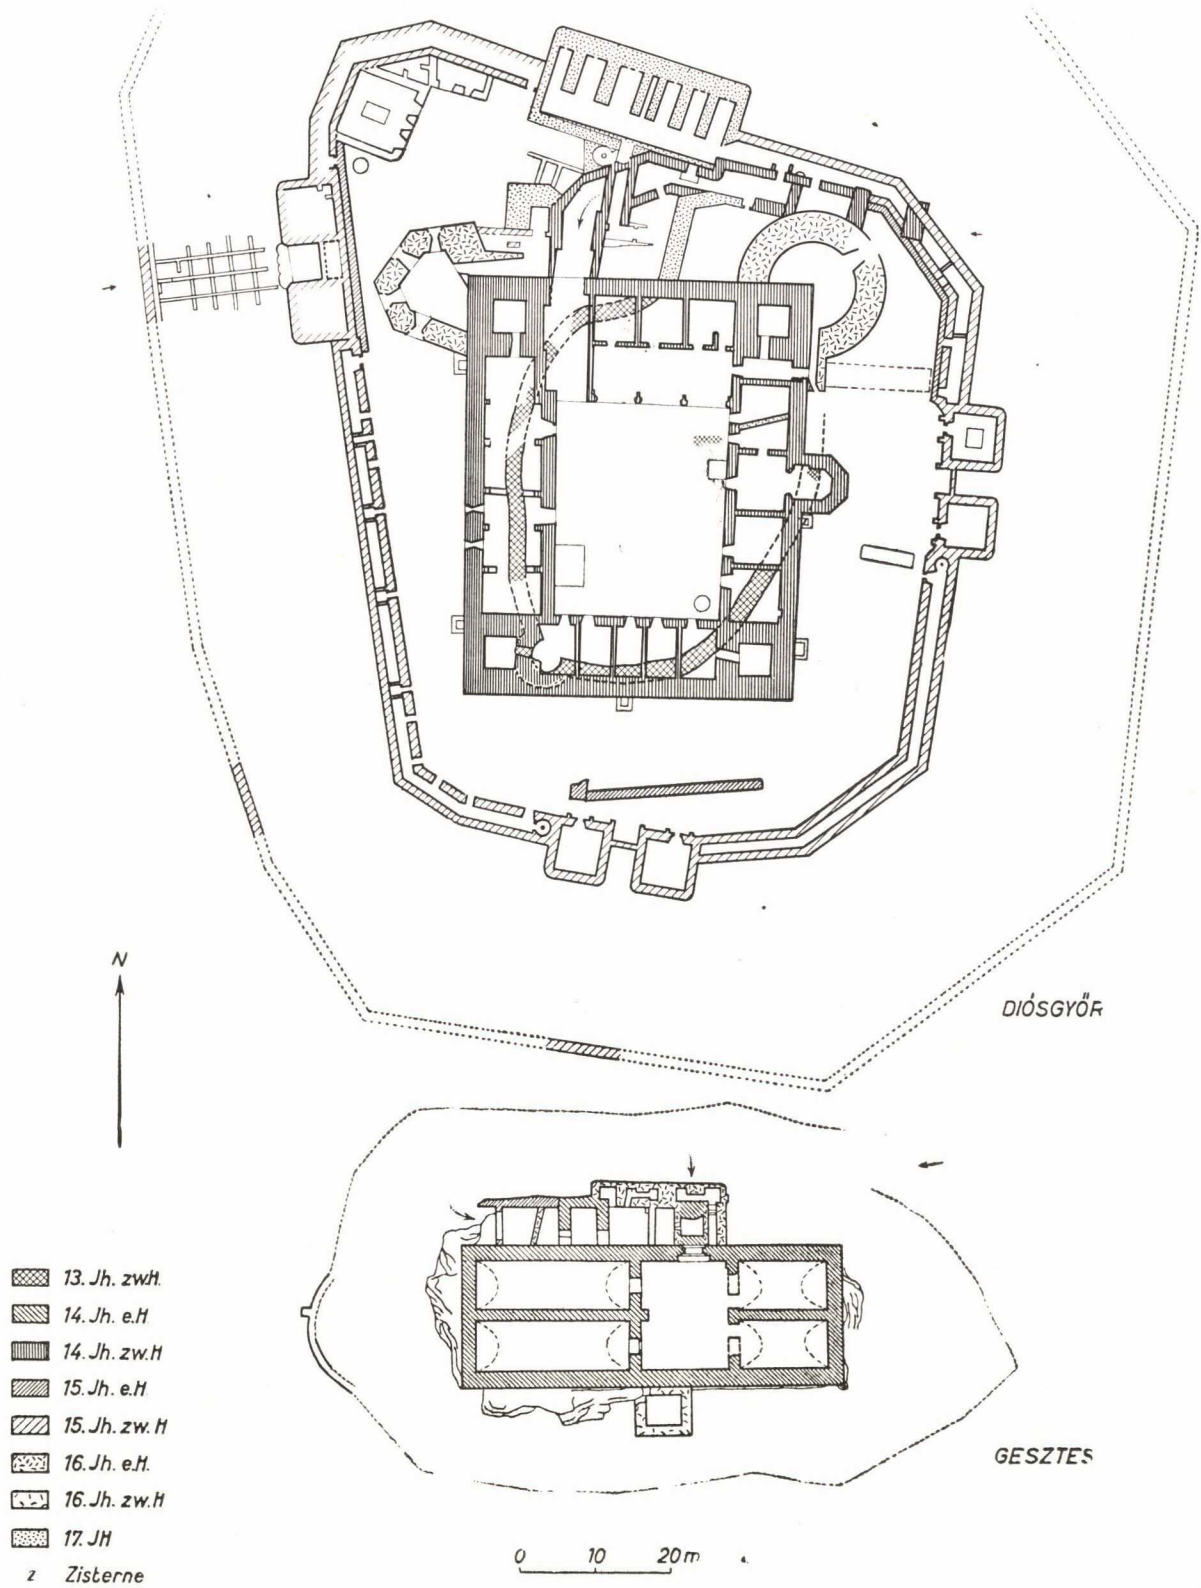 N
DIÓSGYŐR
GESZTES
13. Jh. zw.H.
14. Jh. e.H
14. Jh. zw.H
15. Jh. e.H
15. Jh. zw. H
16. Jh. e.H.
16. Jh. zw.H
17. JH
z Zisterne
0 10 20 m